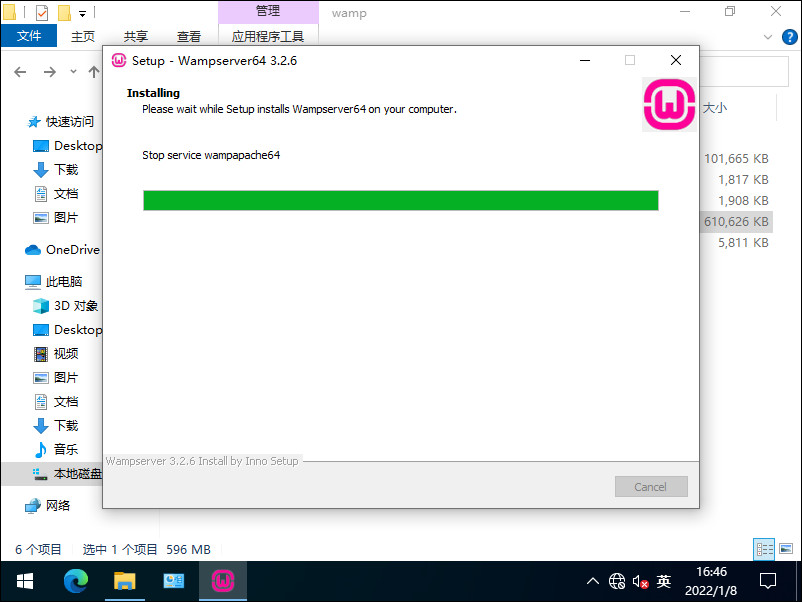 管理
wamp
文件
主页
共享
查看
应用程序工具
Setup - Wampserver64 3.2.6
Installing
Please wait while Setup installs Wampserver64 on your computer.
Stop service wampapache64
Wampserver 3.2.6 Install by Inno Setup
Cancel
大小
101,665 KB
1,817 KB
1,908 KB
610,626 KB
5,811 KB
快速访问
Desktop
下载
文档
图片
OneDrive
此电脑
3D 对象
Desktop
视频
图片
文档
下载
音乐
本地磁盘
网络
6 个项目 选中 1 个项目 596 MB
英
16:46
2022/1/8